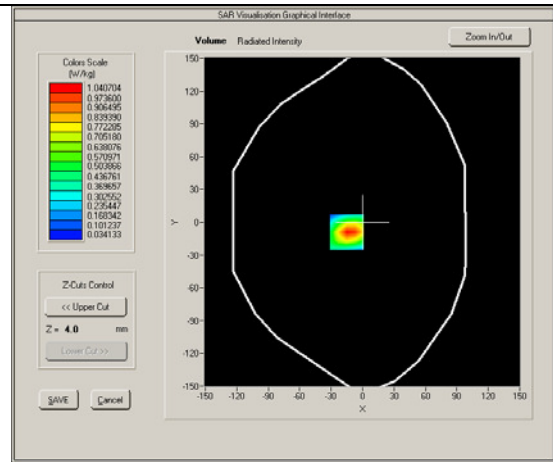 SAR Visualisation Graphical Interface
Volume Radiated Intensity
Zoom In/Out
Colors Scale
(W/kg)
1.040704
0.973600
0.906495
0.839390
0.772285
0.705180
0.638076
0.570971
0.503866
0.436761
0.369657
0.302552
0.235447
0.168342
0.101237
0.034133
Z-Cuts Control
<< Upper Cut
Z = 4.0 mm
Lower Cut >>
SAVE Cancel
150
120
90
60
30
Y 0
-30
-60
-90
-120
-150
-150 -120 -90 -60 -30 0 30 60 90 120 150
X